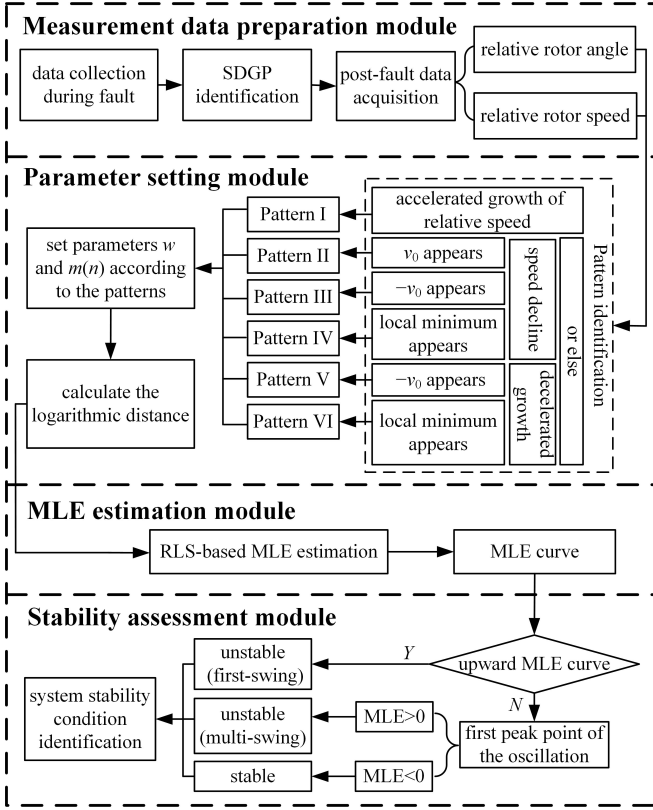 Measurement data preparation module
data collection
during fault
SDGP
identification
post-fault data
acquisition
relative rotor angle
relative rotor speed
Parameter setting module
set parameters w
and m(n) according
to the patterns
calculate the
logarithmic distance
Pattern I
Pattern II
Pattern III
Pattern IV
Pattern V
Pattern VI
accelerated growth of
relative speed
v₀ appears
−v₀ appears
local minimum
appears
−v₀ appears
local minimum
appears
speed decline
decelerated
growth
or else
Pattern identification
MLE estimation module
RLS-based MLE estimation
MLE curve
Stability assessment module
upward MLE curve
Y
N
first peak point of
the oscillation
MLE>0
MLE<0
unstable
(first-swing)
unstable
(multi-swing)
stable
system stability
condition
identification